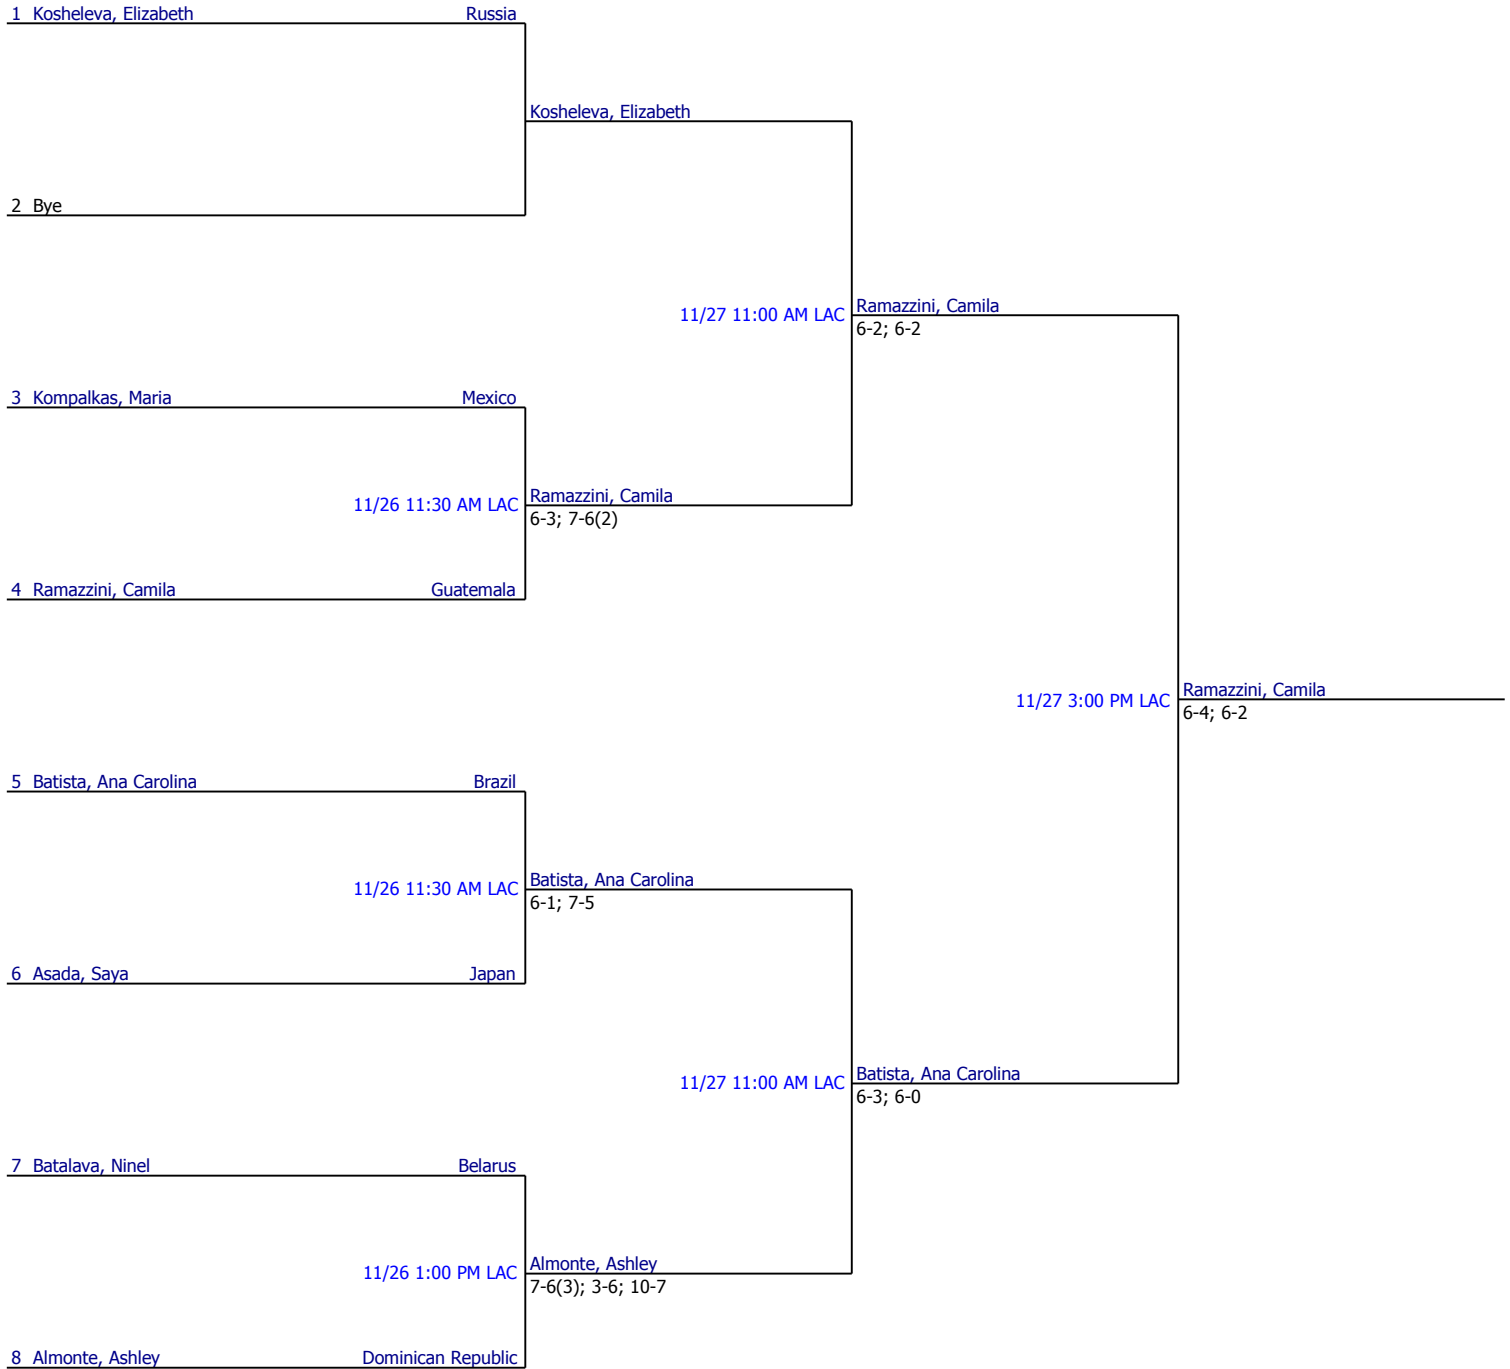 1 Kosheleva, Elizabeth Russia
Kosheleva, Elizabeth
2 Bye
11/27 11:00 AM LAC Ramazzini, Camila
6-2; 6-2
3 Kompalkas, Maria Mexico
11/26 11:30 AM LAC Ramazzini, Camila
6-3; 7-6(2)
4 Ramazzini, Camila Guatemala
11/27 3:00 PM LAC Ramazzini, Camila
6-4; 6-2
5 Batista, Ana Carolina Brazil
11/26 11:30 AM LAC Batista, Ana Carolina
6-1; 7-5
6 Asada, Saya Japan
11/27 11:00 AM LAC Batista, Ana Carolina
6-3; 6-0
7 Batalava, Ninel Belarus
11/26 1:00 PM LAC Almonte, Ashley
7-6(3); 3-6; 10-7
8 Almonte, Ashley Dominican Republic